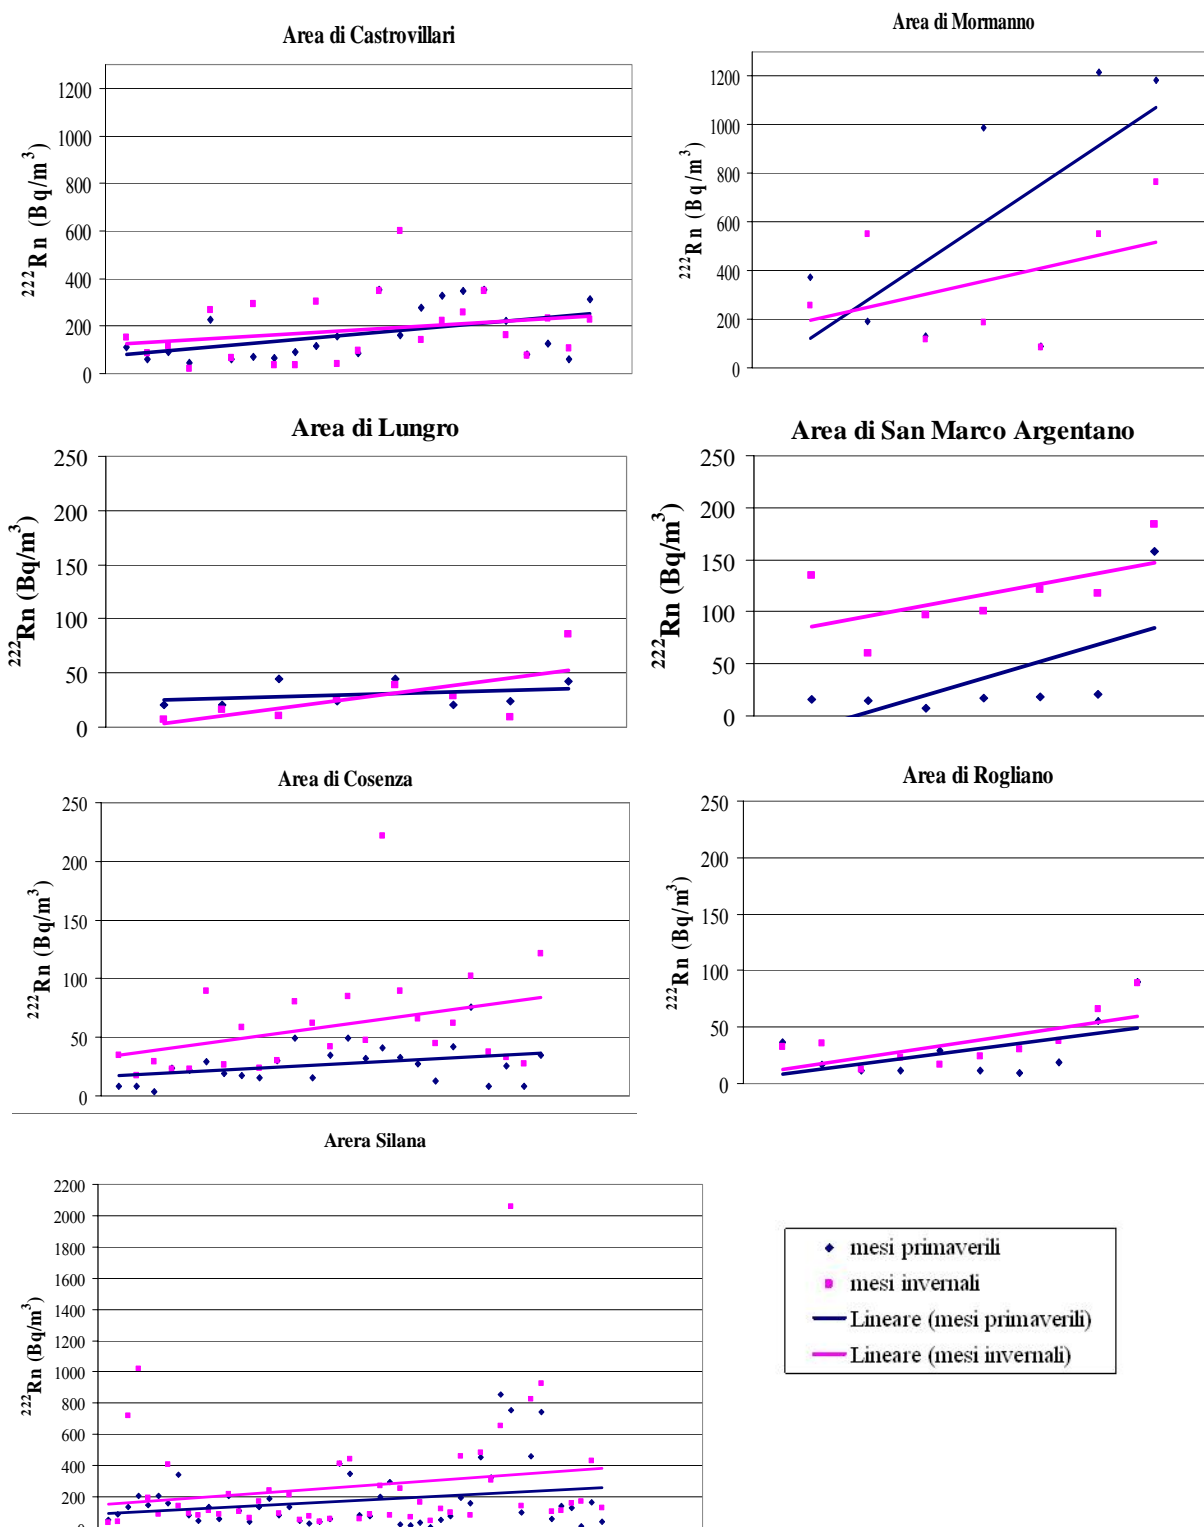 Area di Castrovillari
1200
1000
800
600
400
200
0
²²²Rn (Bq/m³)
Area di Mormanno
1200
1000
800
600
400
200
0
²²²Rn (Bq/m³)
Area di Lungro
250
200
150
100
50
0
²²²Rn (Bq/m³)
Area di San Marco Argentano
250
200
150
100
50
0
²²²Rn (Bq/m³)
Area di Cosenza
250
200
150
100
50
0
²²²Rn (Bq/m³)
Area di Rogliano
250
200
150
100
50
0
²²²Rn (Bq/m³)
Arera Silana
2200
2000
1800
1600
1400
1200
1000
800
600
400
200
0
²²²Rn (Bq/m³)
mesi primaverili
mesi invernali
Lineare (mesi primaverili)
Lineare (mesi invernali)